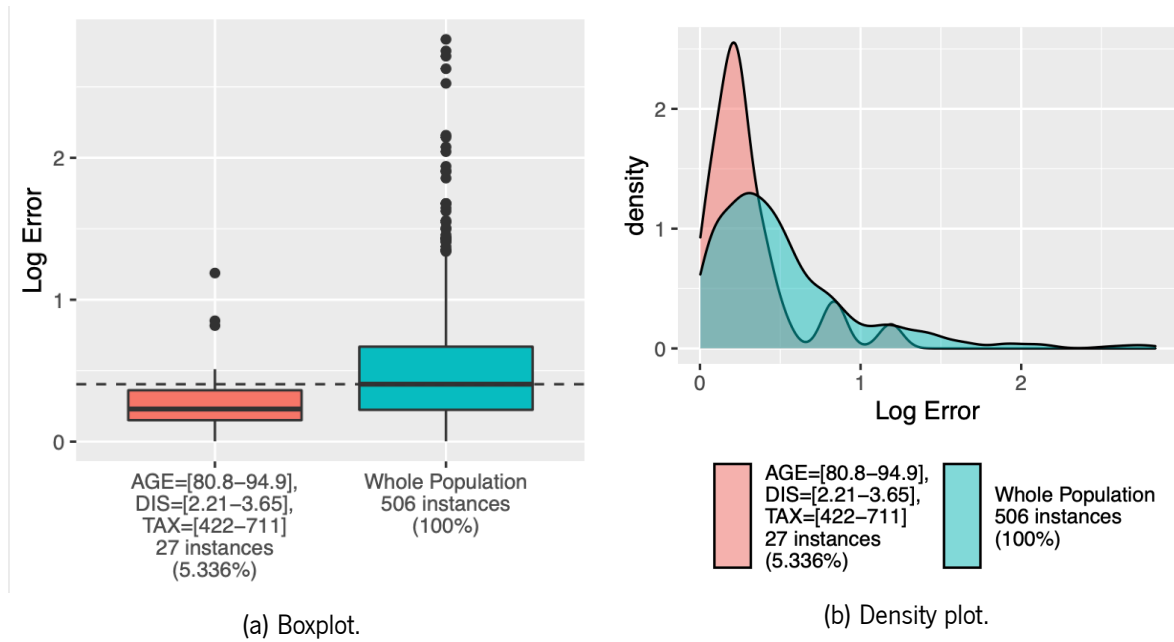 Log Error
2
1
0
AGE=[80.8–94.9],
DIS=[2.21–3.65],
TAX=[422–711]
27 instances
(5.336%)
Whole Population
506 instances
(100%)
(a) Boxplot.
density
2
1
0
0
1
2
Log Error
AGE=[80.8–94.9],
DIS=[2.21–3.65],
TAX=[422–711]
27 instances
(5.336%)
Whole Population
506 instances
(100%)
(b) Density plot.